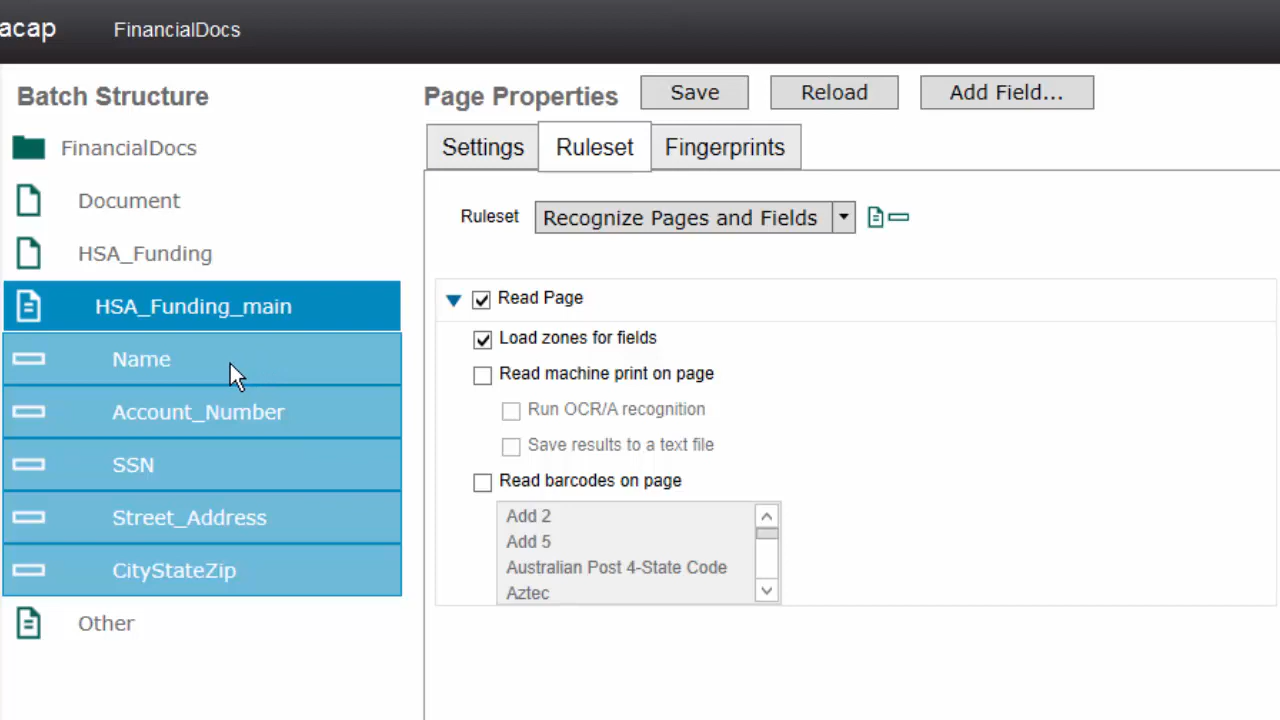 acap FinancialDocs
Batch Structure
FinancialDocs
Document
HSA_Funding
HSA_Funding_main
Name
Account_Number
SSN
Street_Address
CityStateZip
Other
Page Properties Save Reload Add Field...
Settings Ruleset Fingerprints
Ruleset Recognize Pages and Fields
Read Page
Load zones for fields
Read machine print on page
Run OCR/A recognition
Save results to a text file
Read barcodes on page
Add 2
Add 5
Australian Post 4-State Code
Aztec